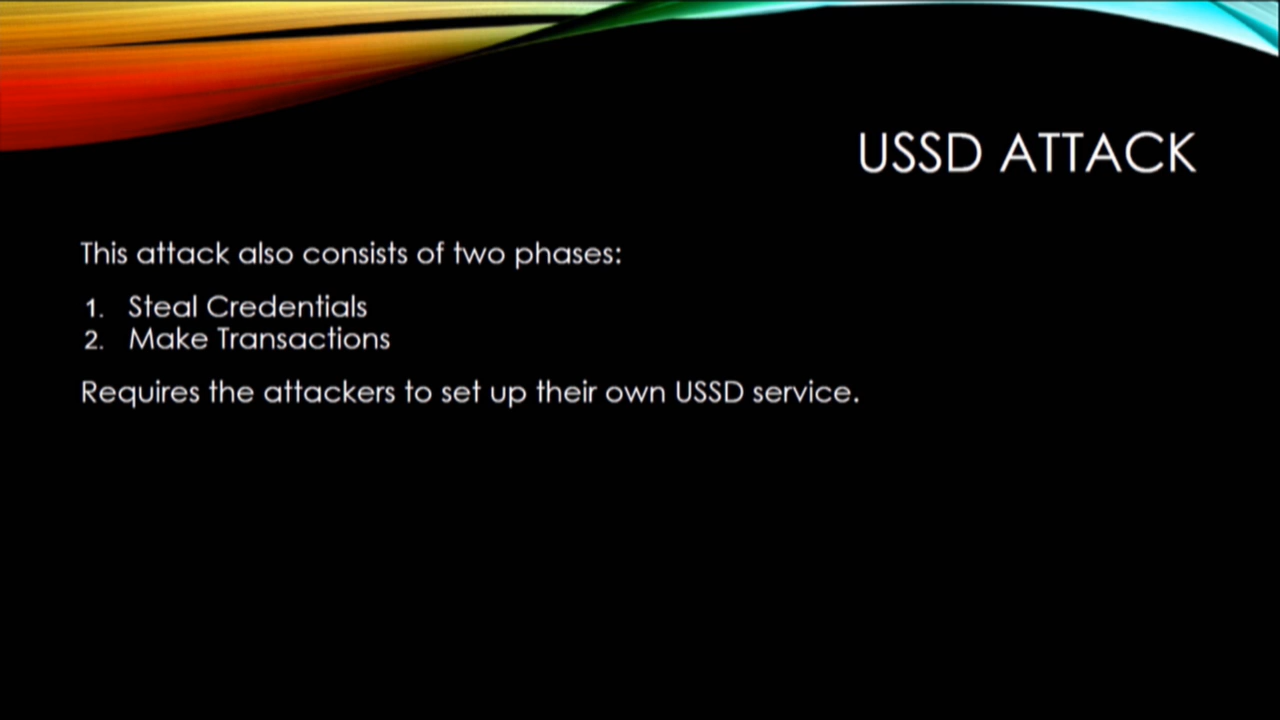 USSD ATTACK
This attack also consists of two phases:
1. Steal Credentials
2. Make Transactions
Requires the attackers to set up their own USSD service.